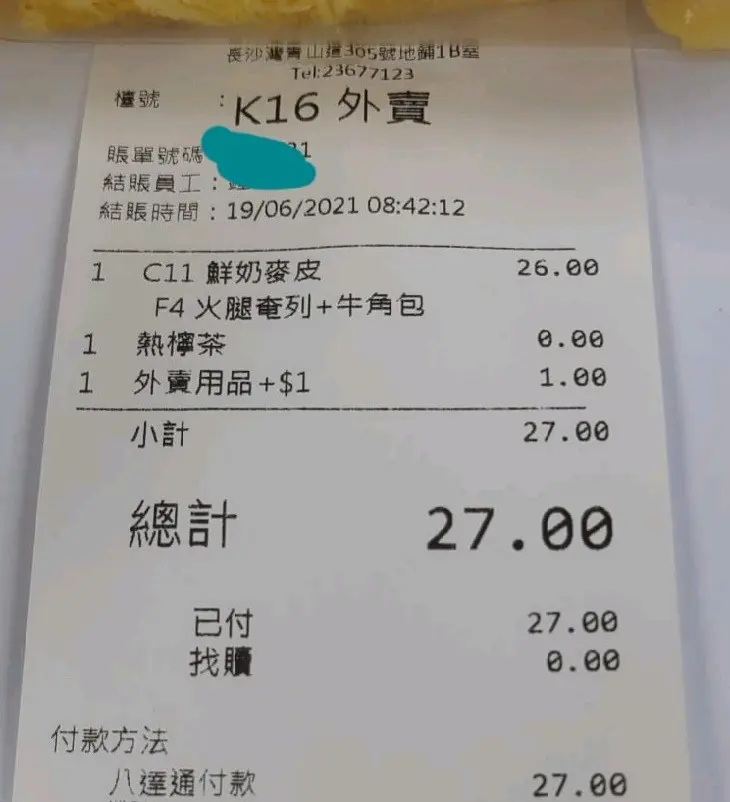 長沙灣青山道305號地鋪1B室
Tel:23677123
檯號 : K16 外賣
賬單號碼
結賬員工 :
結賬時間 : 19/06/2021 08:42:12
1 C11 鮮奶麥皮 26.00
F4 火腿奄列+牛角包
1 熱檸茶 0.00
1 外賣用品+$1 1.00
小計 27.00
總計 27.00
已付 27.00
找贖 0.00
付款方法
八達通付款 27.00